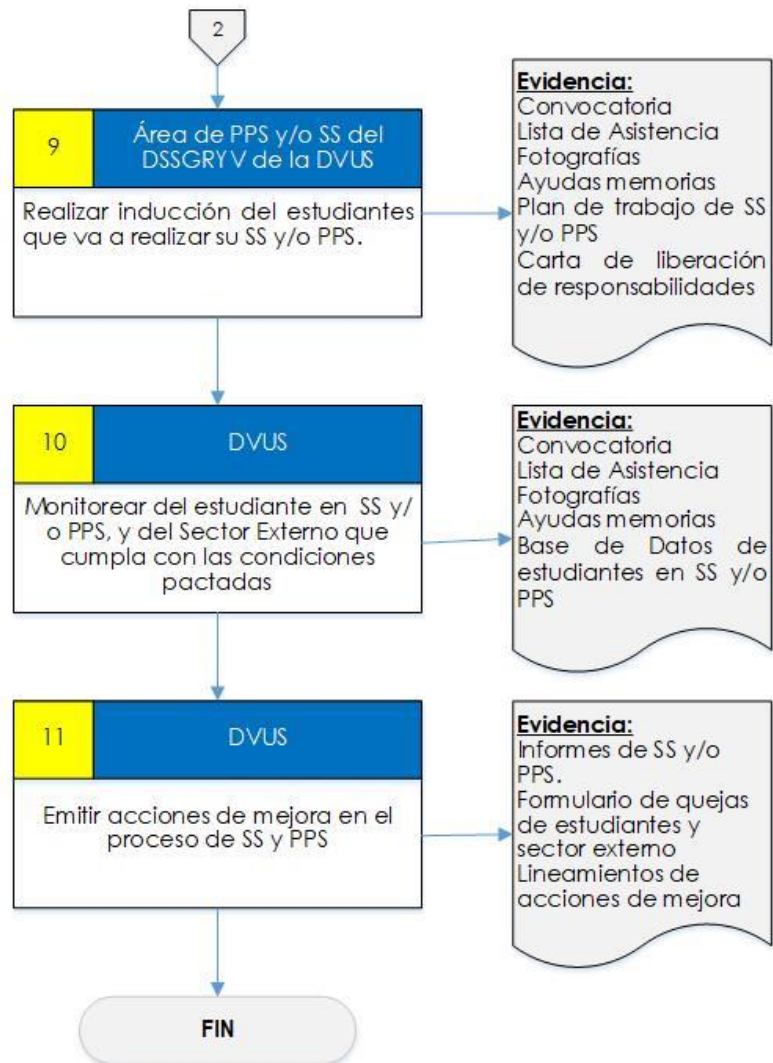 2
9
Área de PPS y/o SS del
DSSGRYV de la DVUS
Realizar inducción del estudiantes
que va a realizar su SS y/o PPS.
Evidencia:
Convocatoria
Lista de Asistencia
Fotografías
Ayudas memorias
Plan de trabajo de SS
y/o PPS
Carta de liberación
de responsabilidades
10
DVUS
Monitorear del estudiante en SS y/
o PPS, y del Sector Externo que
cumpla con las condiciones
pactadas
Evidencia:
Convocatoria
Lista de Asistencia
Fotografías
Ayudas memorias
Base de Datos de
estudiantes en SS y/o
PPS
11
DVUS
Emitir acciones de mejora en el
proceso de SS y PPS
Evidencia:
Informes de SS y/o
PPS.
Formulario de quejas
de estudiantes y
sector externo
Lineamientos de
acciones de mejora
FIN